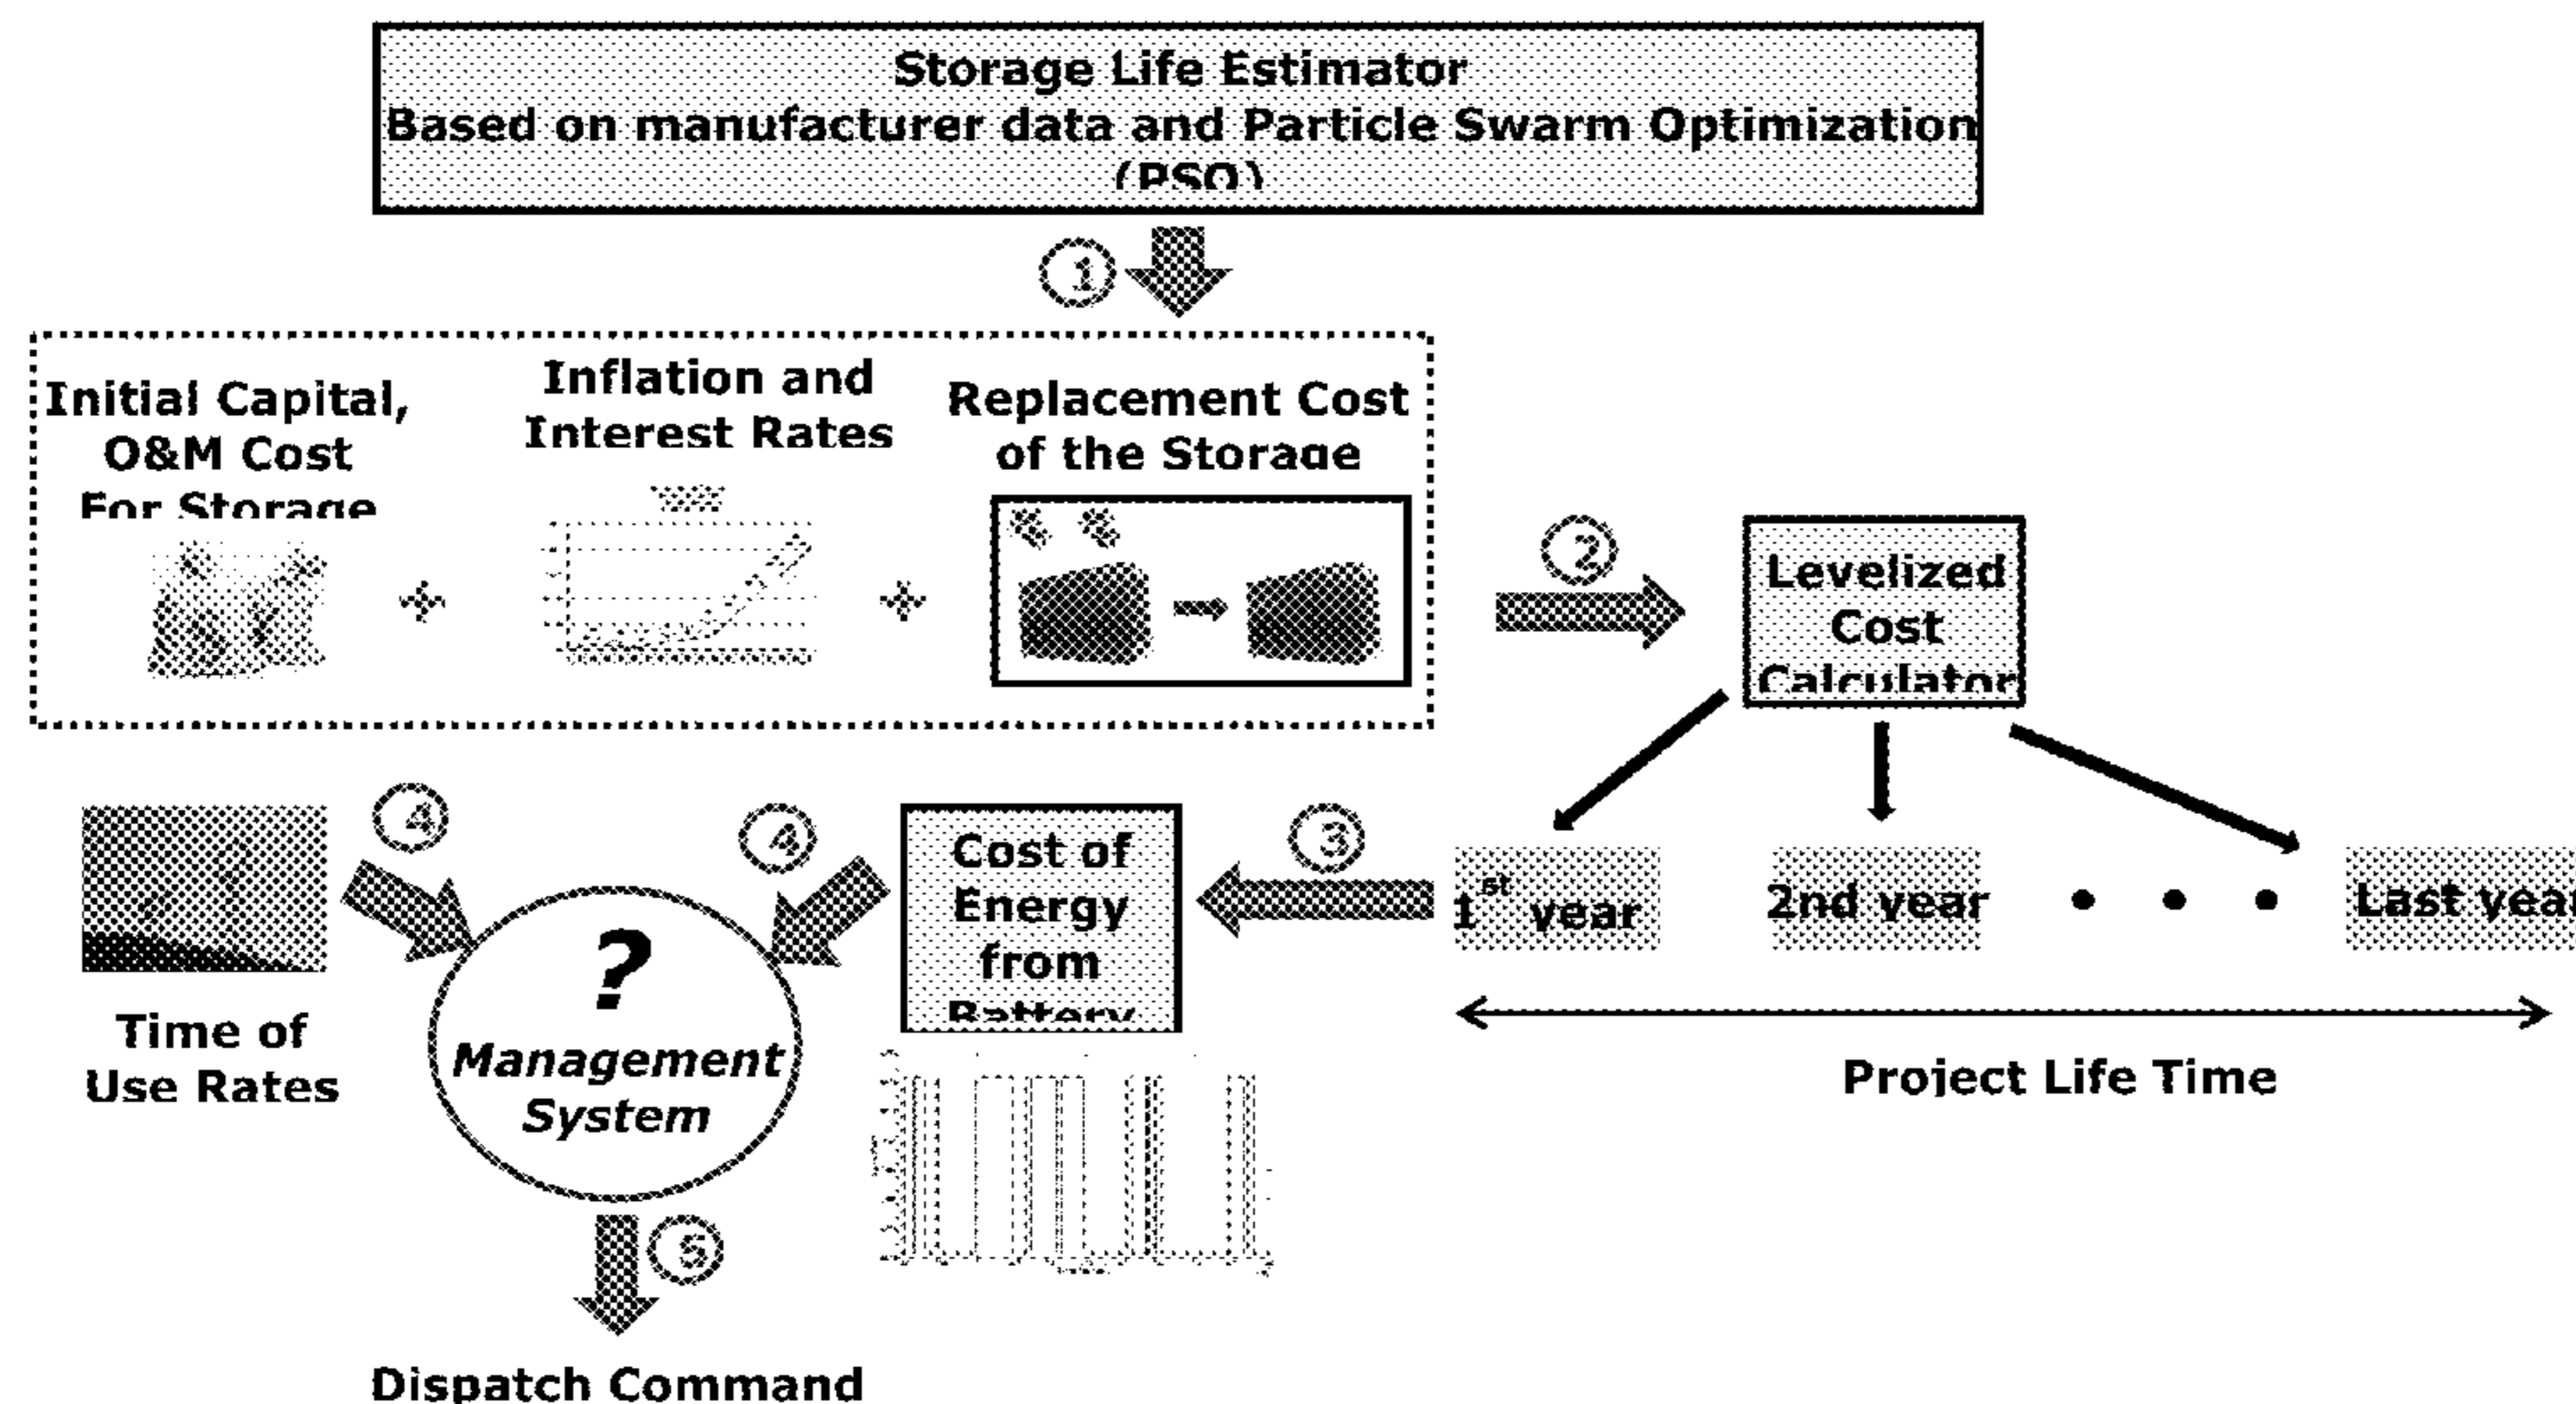 Storage Life Estimator
Based on manufacturer data and Particle Swarm Optimization
(PSO)
1
Initial Capital,
O&M Cost
For Storage
Inflation and
Interest Rates
Replacement Cost
of the Storage
+
+
2
Levelized
Cost
Calculator
4
4
Cost of
Energy
from
Battery
3
1st year
2nd year
• • •
Last year
Time of
Use Rates
?
Management
System
Project Life Time
5
Dispatch Command